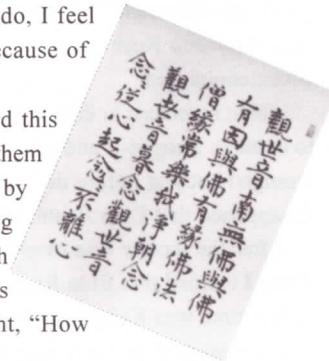 do, I feel
ecause of
d this
them
by
g
h
s
nt, “How
觀世音南無佛與佛
有因與佛有緣佛法
僧緣常樂我淨朝念
觀世音暮念觀世音
念〻從心起念不離心